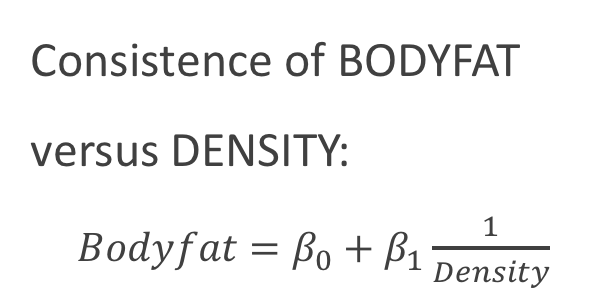 Consistence of BODYFAT
versus DENSITY:
Bodyfat = β₀ + β₁ 1/Density